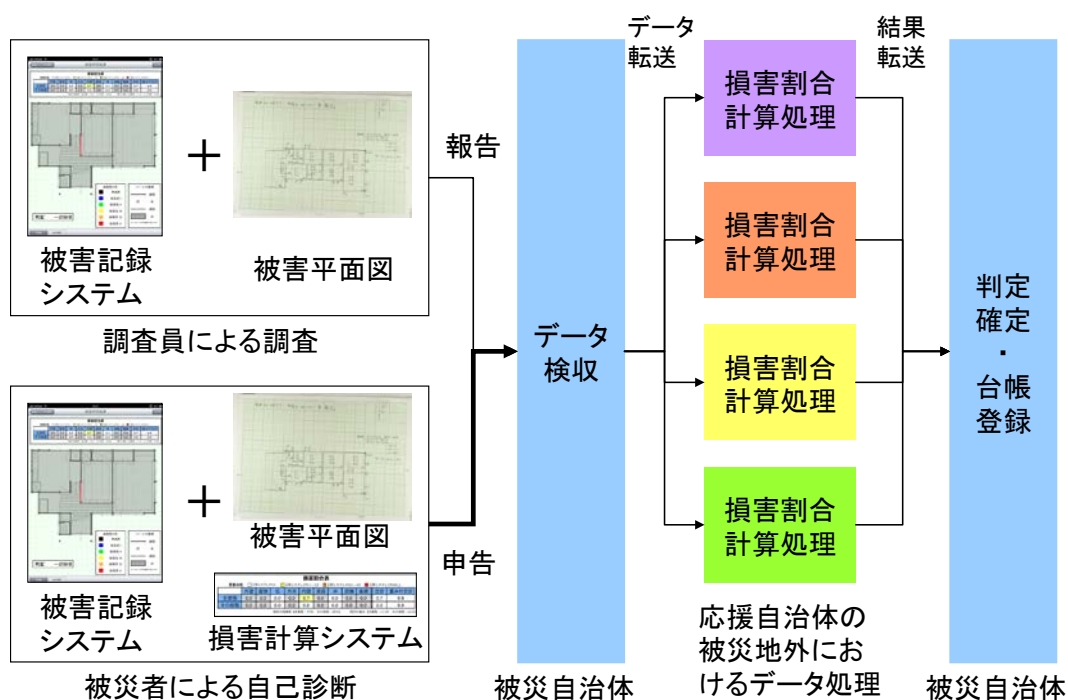 被害記録
システム
被害平面図
調査員による調査
報告
被害記録
システム
被害平面図
損害割合表
損害計算システム
被災者による自己診断
申告
データ
検収
被災自治体
データ
転送
損害割合
計算処理
損害割合
計算処理
損害割合
計算処理
損害割合
計算処理
応援自治体の
被災地外にお
けるデータ処理
結果
転送
判定
確定
・
台帳
登録
被災自治体